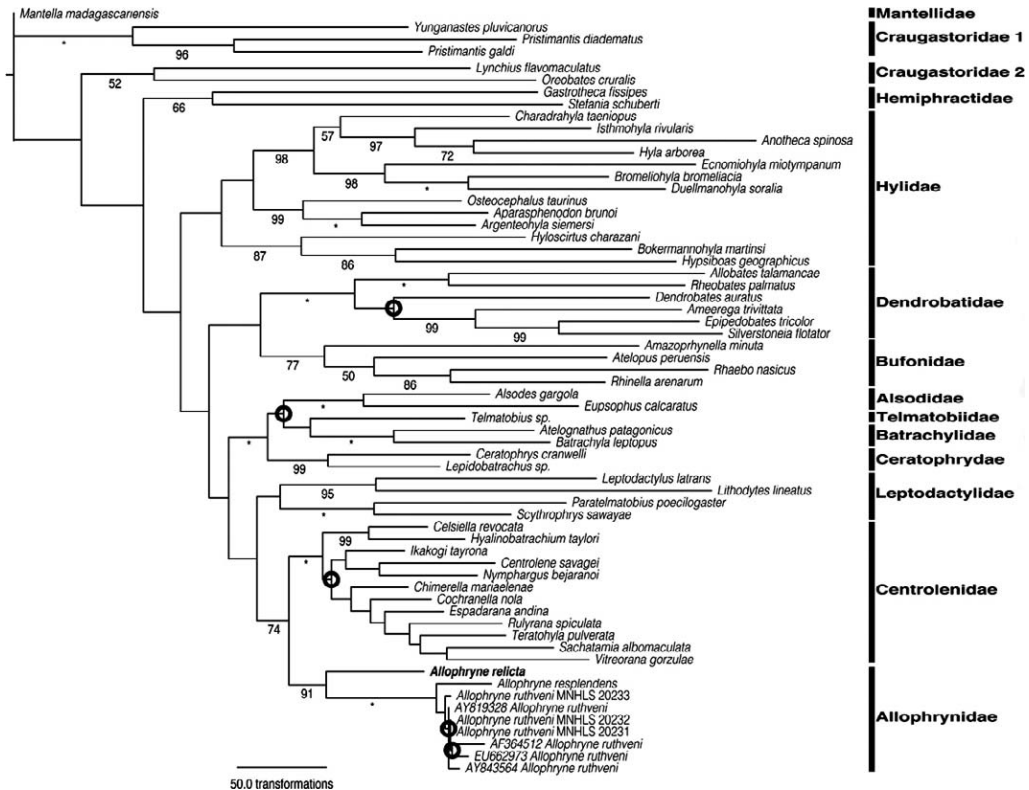 Mantella madagascariensis
Mantellidae
Yunganastes pluvicanorus
*
Pristimantis diadematus
Craugastoridae 1
96
Pristimantis galdi
Lynchius flavomaculatus
Craugastoridae 2
52
Oreobates cruralis
Gastrotheca fissipes
Hemiphractidae
66
Stefania schuberti
Charadrahyla taeniopus
57
Isthmohyla rivularis
97
Anotheca spinosa
98
72
Hyla arborea
Ecnomiohyla miotympanum
98
Bromeliohyla bromeliacia
*
Duellmanohyla soralia
Hylidae
Osteocephalus taurinus
99
Aparasphenodon brunoi
*
Argenteohyla siemersi
Hyloscirtus charazani
87
Bokermannohyla martinsi
86
Hypsiboas geographicus
Allobates talamancae
*
Rheobates palmatus
*
Dendrobates auratus
Dendrobatidae
Ameerega trivittata
99
Epipedobates tricolor
99
Silverstoneia flotator
Amazoprhynella minuta
77
Atelopus peruensis
Bufonidae
50
Rhaebo nasicus
86
Rhinella arenarum
Alsodes gargola
Alsodidae
*
Eupsophus calcaratus
Telmatobius sp.
Telmatobiidae
*
Atelognathus patagonicus
Batrachylidae
*
Batrachyla leptopus
Ceratophrys cranwelli
Ceratophrydae
99
Lepidobatrachus sp.
Leptodactylus latrans
95
Lithodytes lineatus
Leptodactylidae
Paratelmatobius poecilogaster
*
Scythrophrys sawayae
Celsiella revocata
99
Hyalinobatrachium taylori
*
Ikakogi tayrona
Centrolene savagei
Nymphargus bejaranoi
Chimerella mariaelenae
Centrolenidae
Cochranella nola
Espadarana andina
Rulyrana spiculata
74
Teratohyla pulverata
Sachatamia albomaculata
Vitreorana gorzulae
Allophryne relicta
91
Allophryne resplendens
*
Allophryne ruthveni MNHLS 20233
AY819328 Allophryne ruthveni
Allophryne ruthveni MNHLS 20232
Allophrynidae
Allophryne ruthveni MNHLS 20231
AF364512 Allophryne ruthveni
EU662973 Allophryne ruthveni
AY843564 Allophryne ruthveni
50.0 transformations